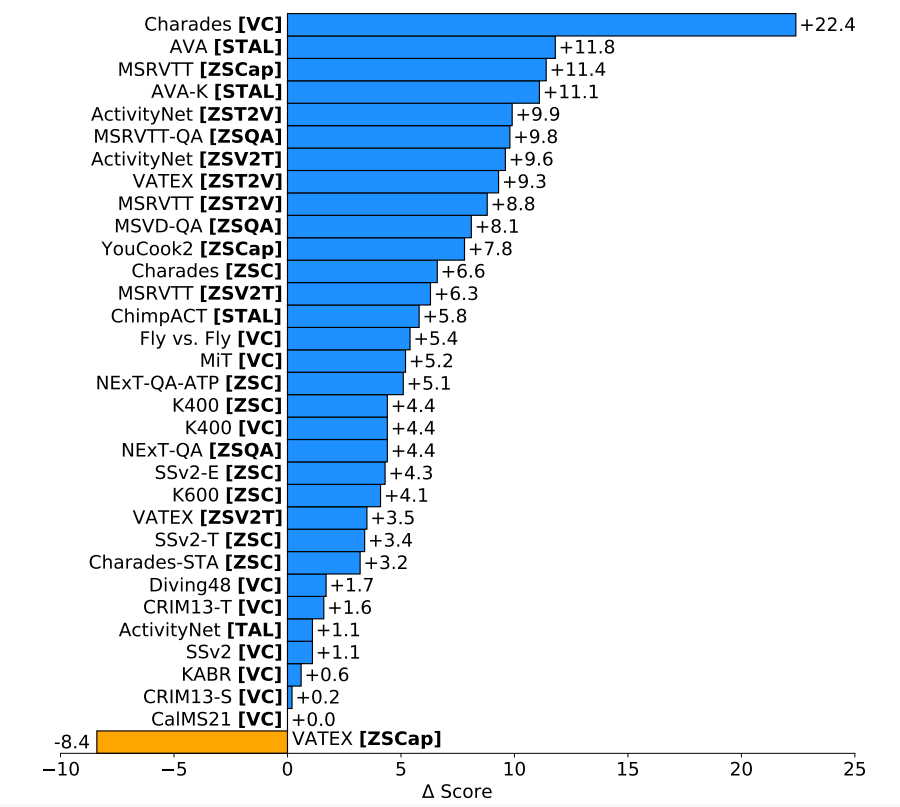 Charades [VC] +22.4
AVA [STAL] +11.8
MSRVTT [ZSCap] +11.4
AVA-K [STAL] +11.1
ActivityNet [ZST2V] +9.9
MSRVTT-QA [ZSQA] +9.8
ActivityNet [ZSV2T] +9.6
VATEX [ZST2V] +9.3
MSRVTT [ZST2V] +8.8
MSVD-QA [ZSQA] +8.1
YouCook2 [ZSCap] +7.8
Charades [ZSC] +6.6
MSRVTT [ZSV2T] +6.3
ChimpACT [STAL] +5.8
Fly vs. Fly [VC] +5.4
MiT [VC] +5.2
NExT-QA-ATP [ZSC] +5.1
K400 [ZSC] +4.4
K400 [VC] +4.4
NExT-QA [ZSQA] +4.4
SSv2-E [ZSC] +4.3
K600 [ZSC] +4.1
VATEX [ZSV2T] +3.5
SSv2-T [ZSC] +3.4
Charades-STA [ZSC] +3.2
Diving48 [VC] +1.7
CRIM13-T [VC] +1.6
ActivityNet [TAL] +1.1
SSv2 [VC] +1.1
KABR [VC] +0.6
CRIM13-S [VC] +0.2
CalMS21 [VC] +0.0
-8.4 VATEX [ZSCap]
−10 −5 0 5 10 15 20 25
Δ Score